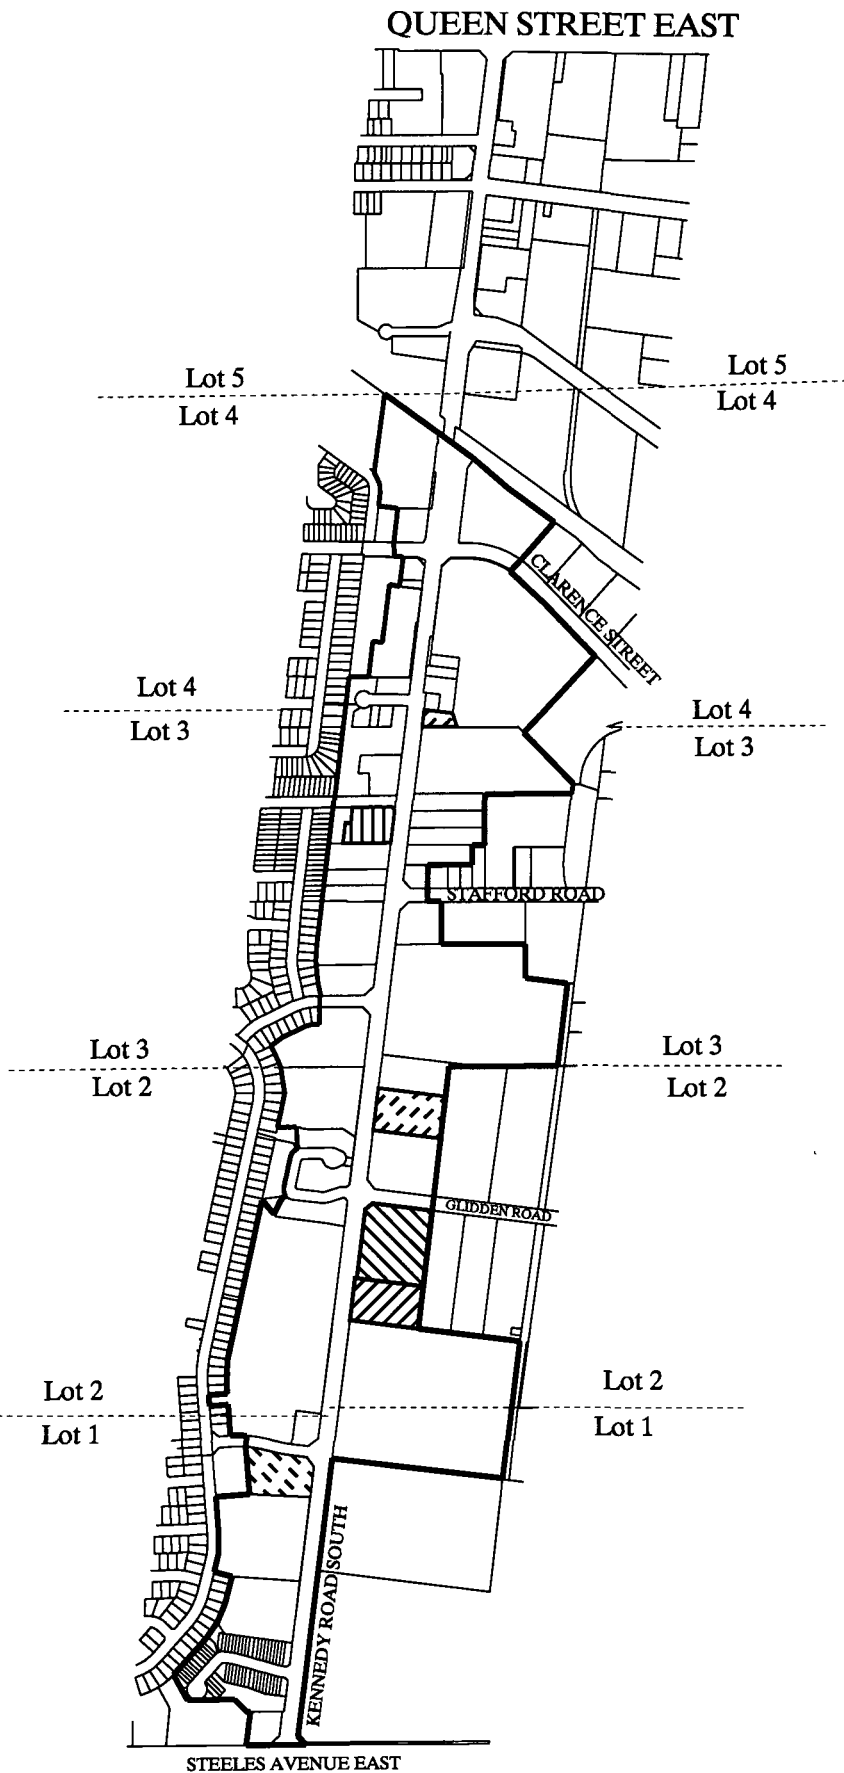 QUEEN STREET EAST
Lot 5
Lot 5
Lot 4
Lot 4
CLARENCE STREET
Lot 4
Lot 4
Lot 3
Lot 3
STAFFORD ROAD
Lot 3
Lot 3
Lot 2
Lot 2
GLIDDEN ROAD
Lot 2
Lot 2
Lot 1
Lot 1
KENNEDY ROAD SOUTH
STEELES AVENUE EAST